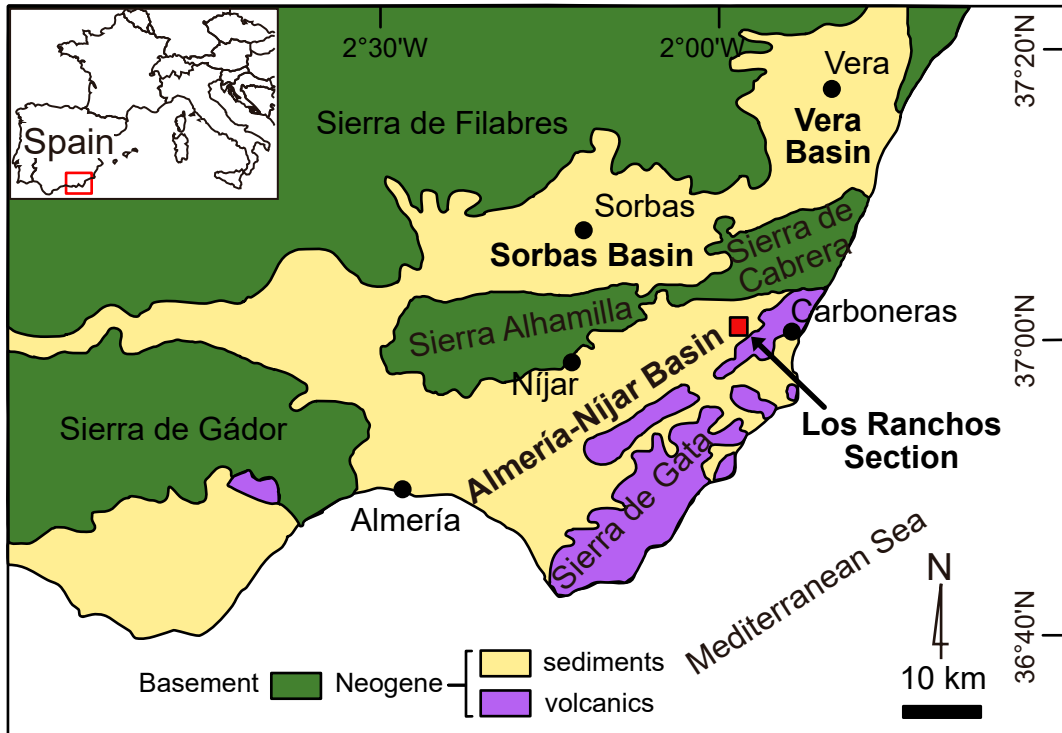 Spain
2°30'W
2°00'W
37°20'N
Vera
Vera
Basin
Sierra de Filabres
Sorbas
Sorbas Basin
Sierra de
Cabrera
Sierra Alhamilla
Carboneras
37°00'N
Níjar
Almería-Níjar Basin
Los Ranchos
Section
Sierra de Gádor
Sierra de Gata
Almería
Mediterranean Sea
N
36°40'N
10 km
Basement
Neogene
sediments
volcanics